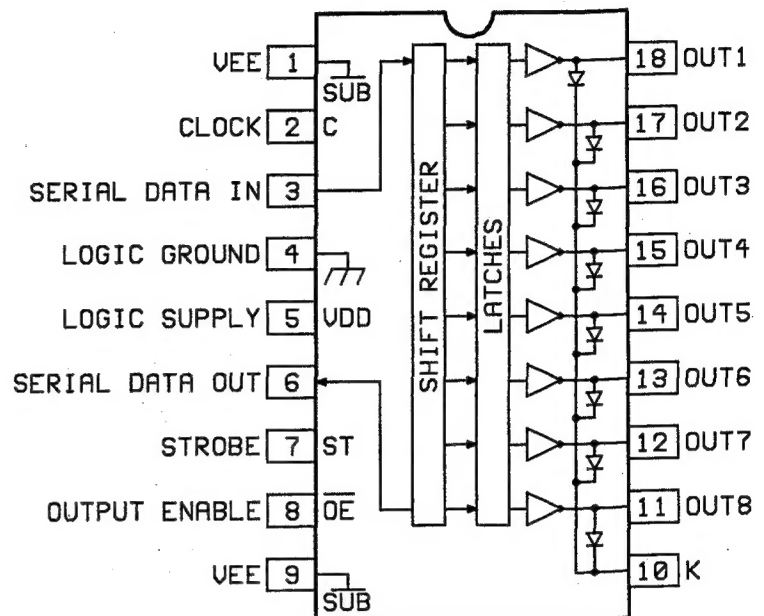 VEE 1 SUB
CLOCK 2 C
SERIAL DATA IN 3
LOGIC GROUND 4
LOGIC SUPPLY 5 VDD
SERIAL DATA OUT 6
STROBE 7 ST
OUTPUT ENABLE 8 OE
VEE 9 SUB
SHIFT REGISTER
LATCHES
18 OUT1
17 OUT2
16 OUT3
15 OUT4
14 OUT5
13 OUT6
12 OUT7
11 OUT8
10 K